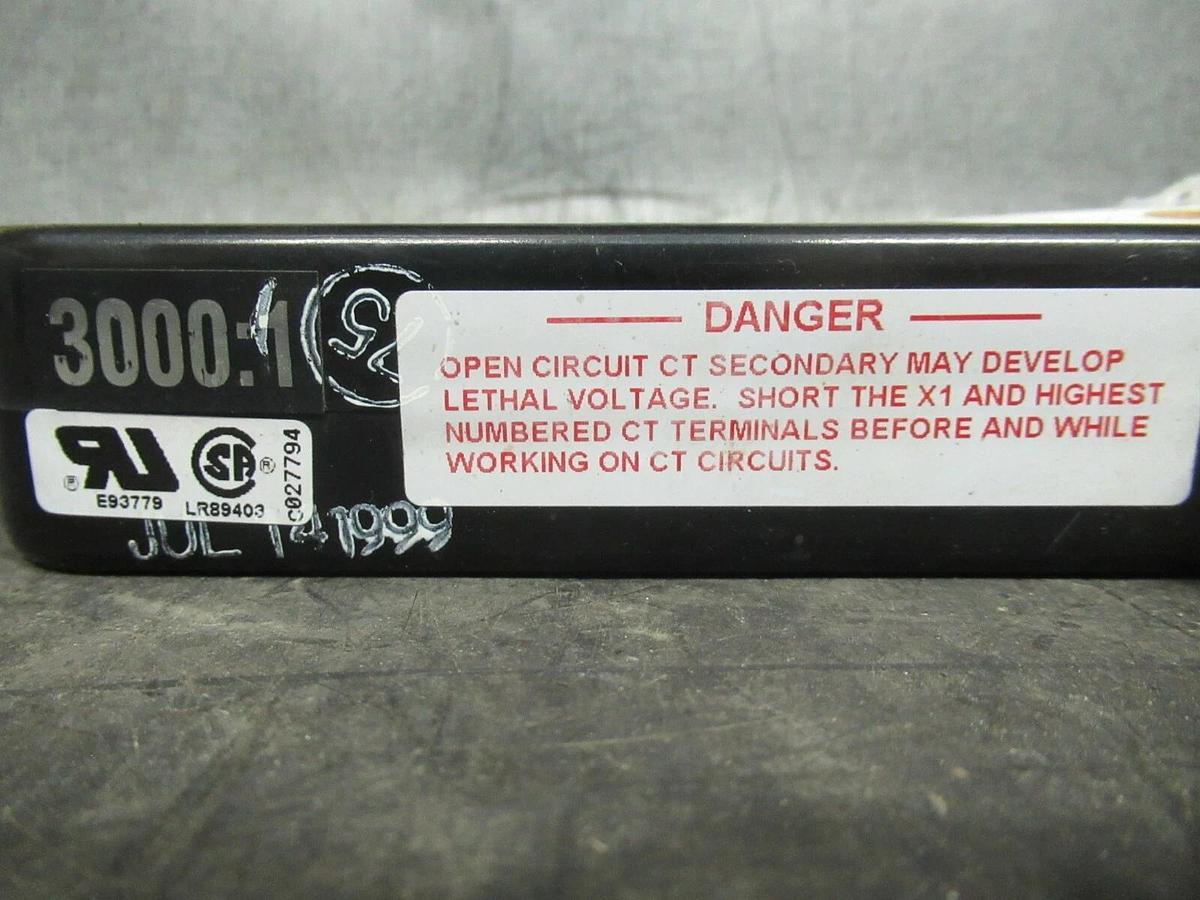 3000:1
DANGER
OPEN CIRCUIT CT SECONDARY MAY DEVELOP
LETHAL VOLTAGE. SHORT THE X1 AND HIGHEST
NUMBERED CT TERMINALS BEFORE AND WHILE
WORKING ON CT CIRCUITS.
E93779
LR89403
C027794
JUL 14 1999